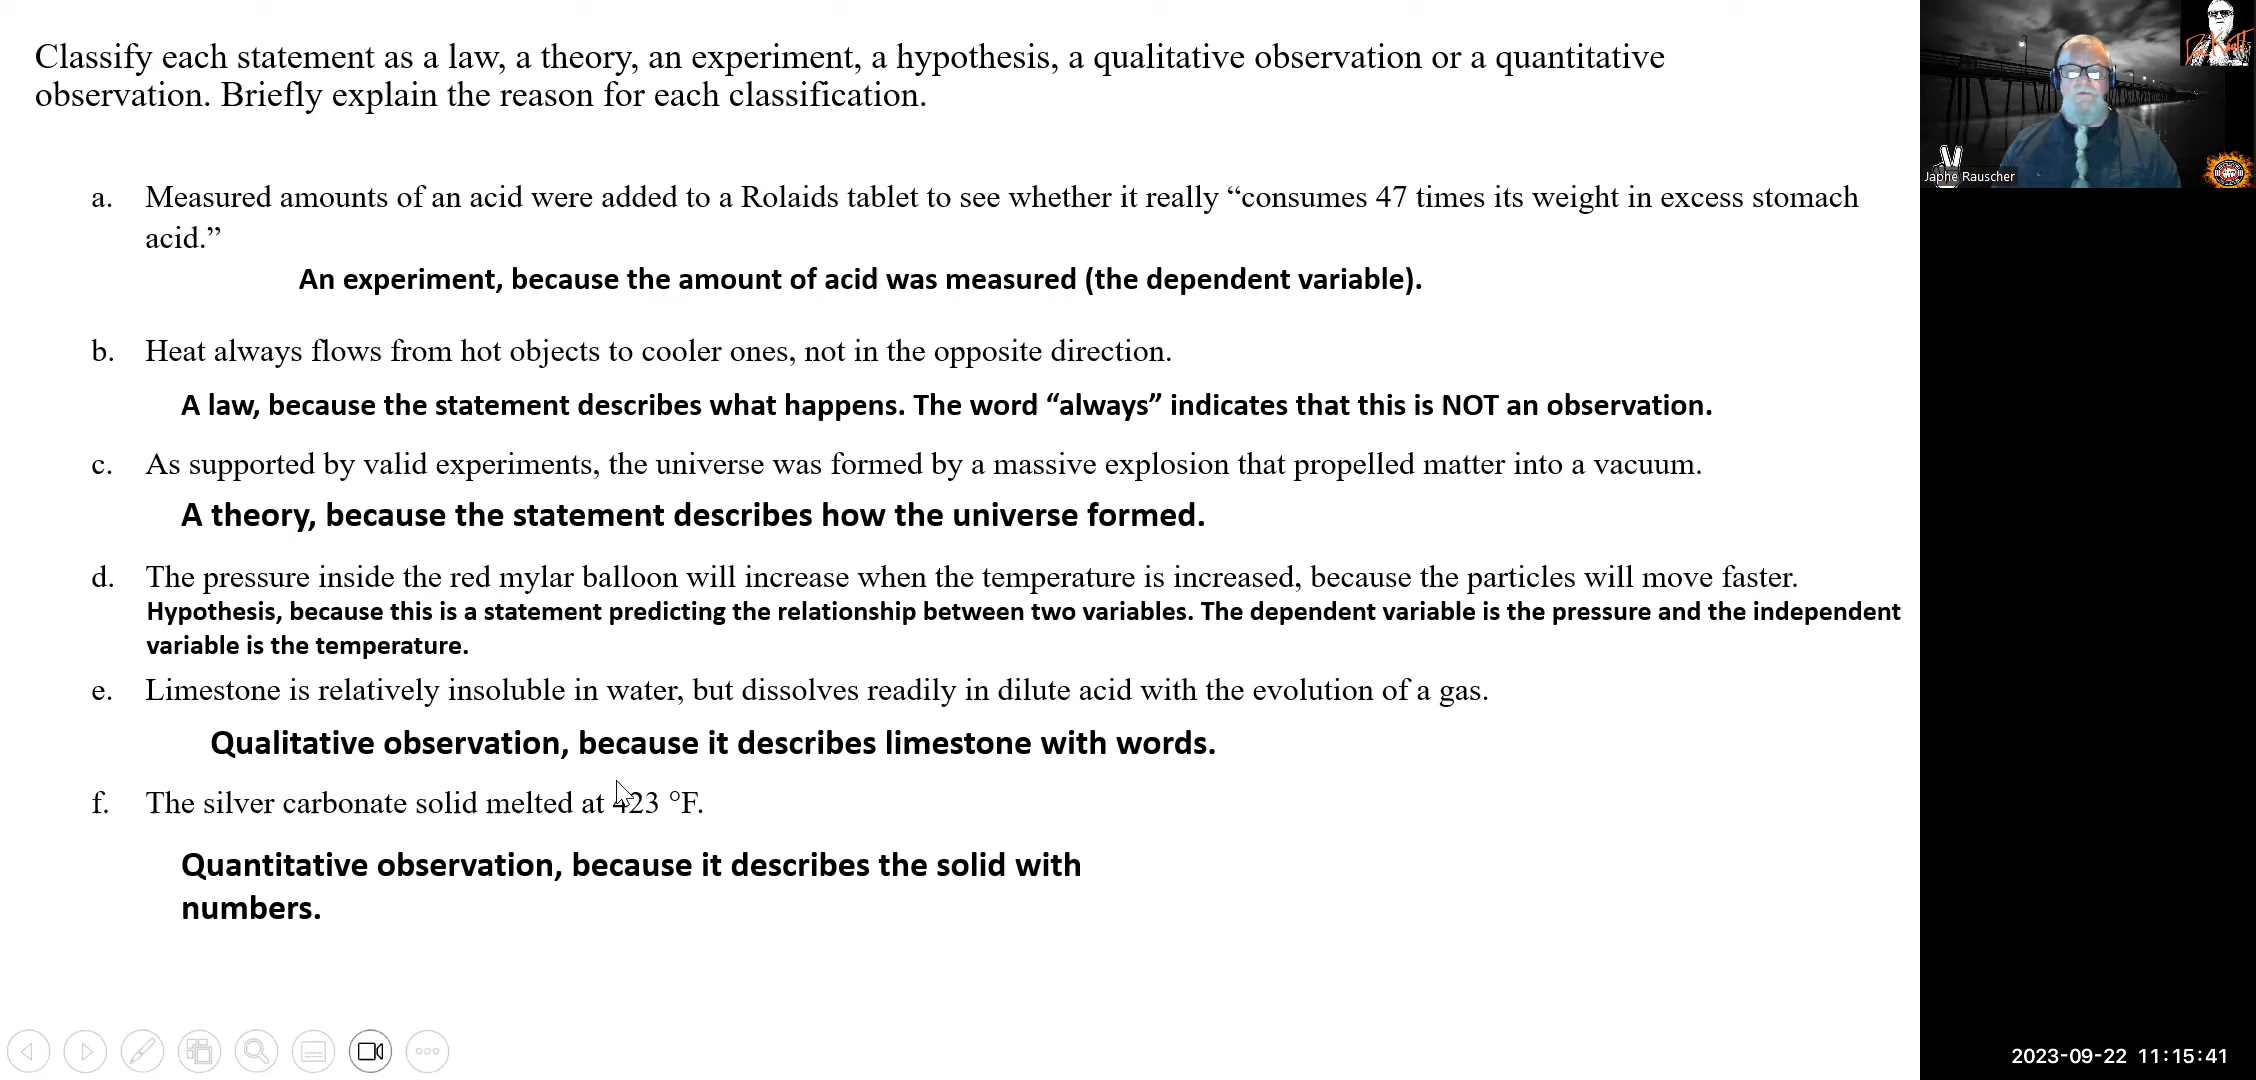 Classify each statement as a law, a theory, an experiment, a hypothesis, a qualitative observation or a quantitative
observation. Briefly explain the reason for each classification.
a. Measured amounts of an acid were added to a Rolaids tablet to see whether it really “consumes 47 times its weight in excess stomach
acid.”
An experiment, because the amount of acid was measured (the dependent variable).
b. Heat always flows from hot objects to cooler ones, not in the opposite direction.
A law, because the statement describes what happens. The word “always” indicates that this is NOT an observation.
c. As supported by valid experiments, the universe was formed by a massive explosion that propelled matter into a vacuum.
A theory, because the statement describes how the universe formed.
d. The pressure inside the red mylar balloon will increase when the temperature is increased, because the particles will move faster.
Hypothesis, because this is a statement predicting the relationship between two variables. The dependent variable is the pressure and the independent
variable is the temperature.
e. Limestone is relatively insoluble in water, but dissolves readily in dilute acid with the evolution of a gas.
Qualitative observation, because it describes limestone with words.
f. The silver carbonate solid melted at 423 °F.
Quantitative observation, because it describes the solid with
numbers.
Japhe Rauscher
2023-09-22 11:15:41